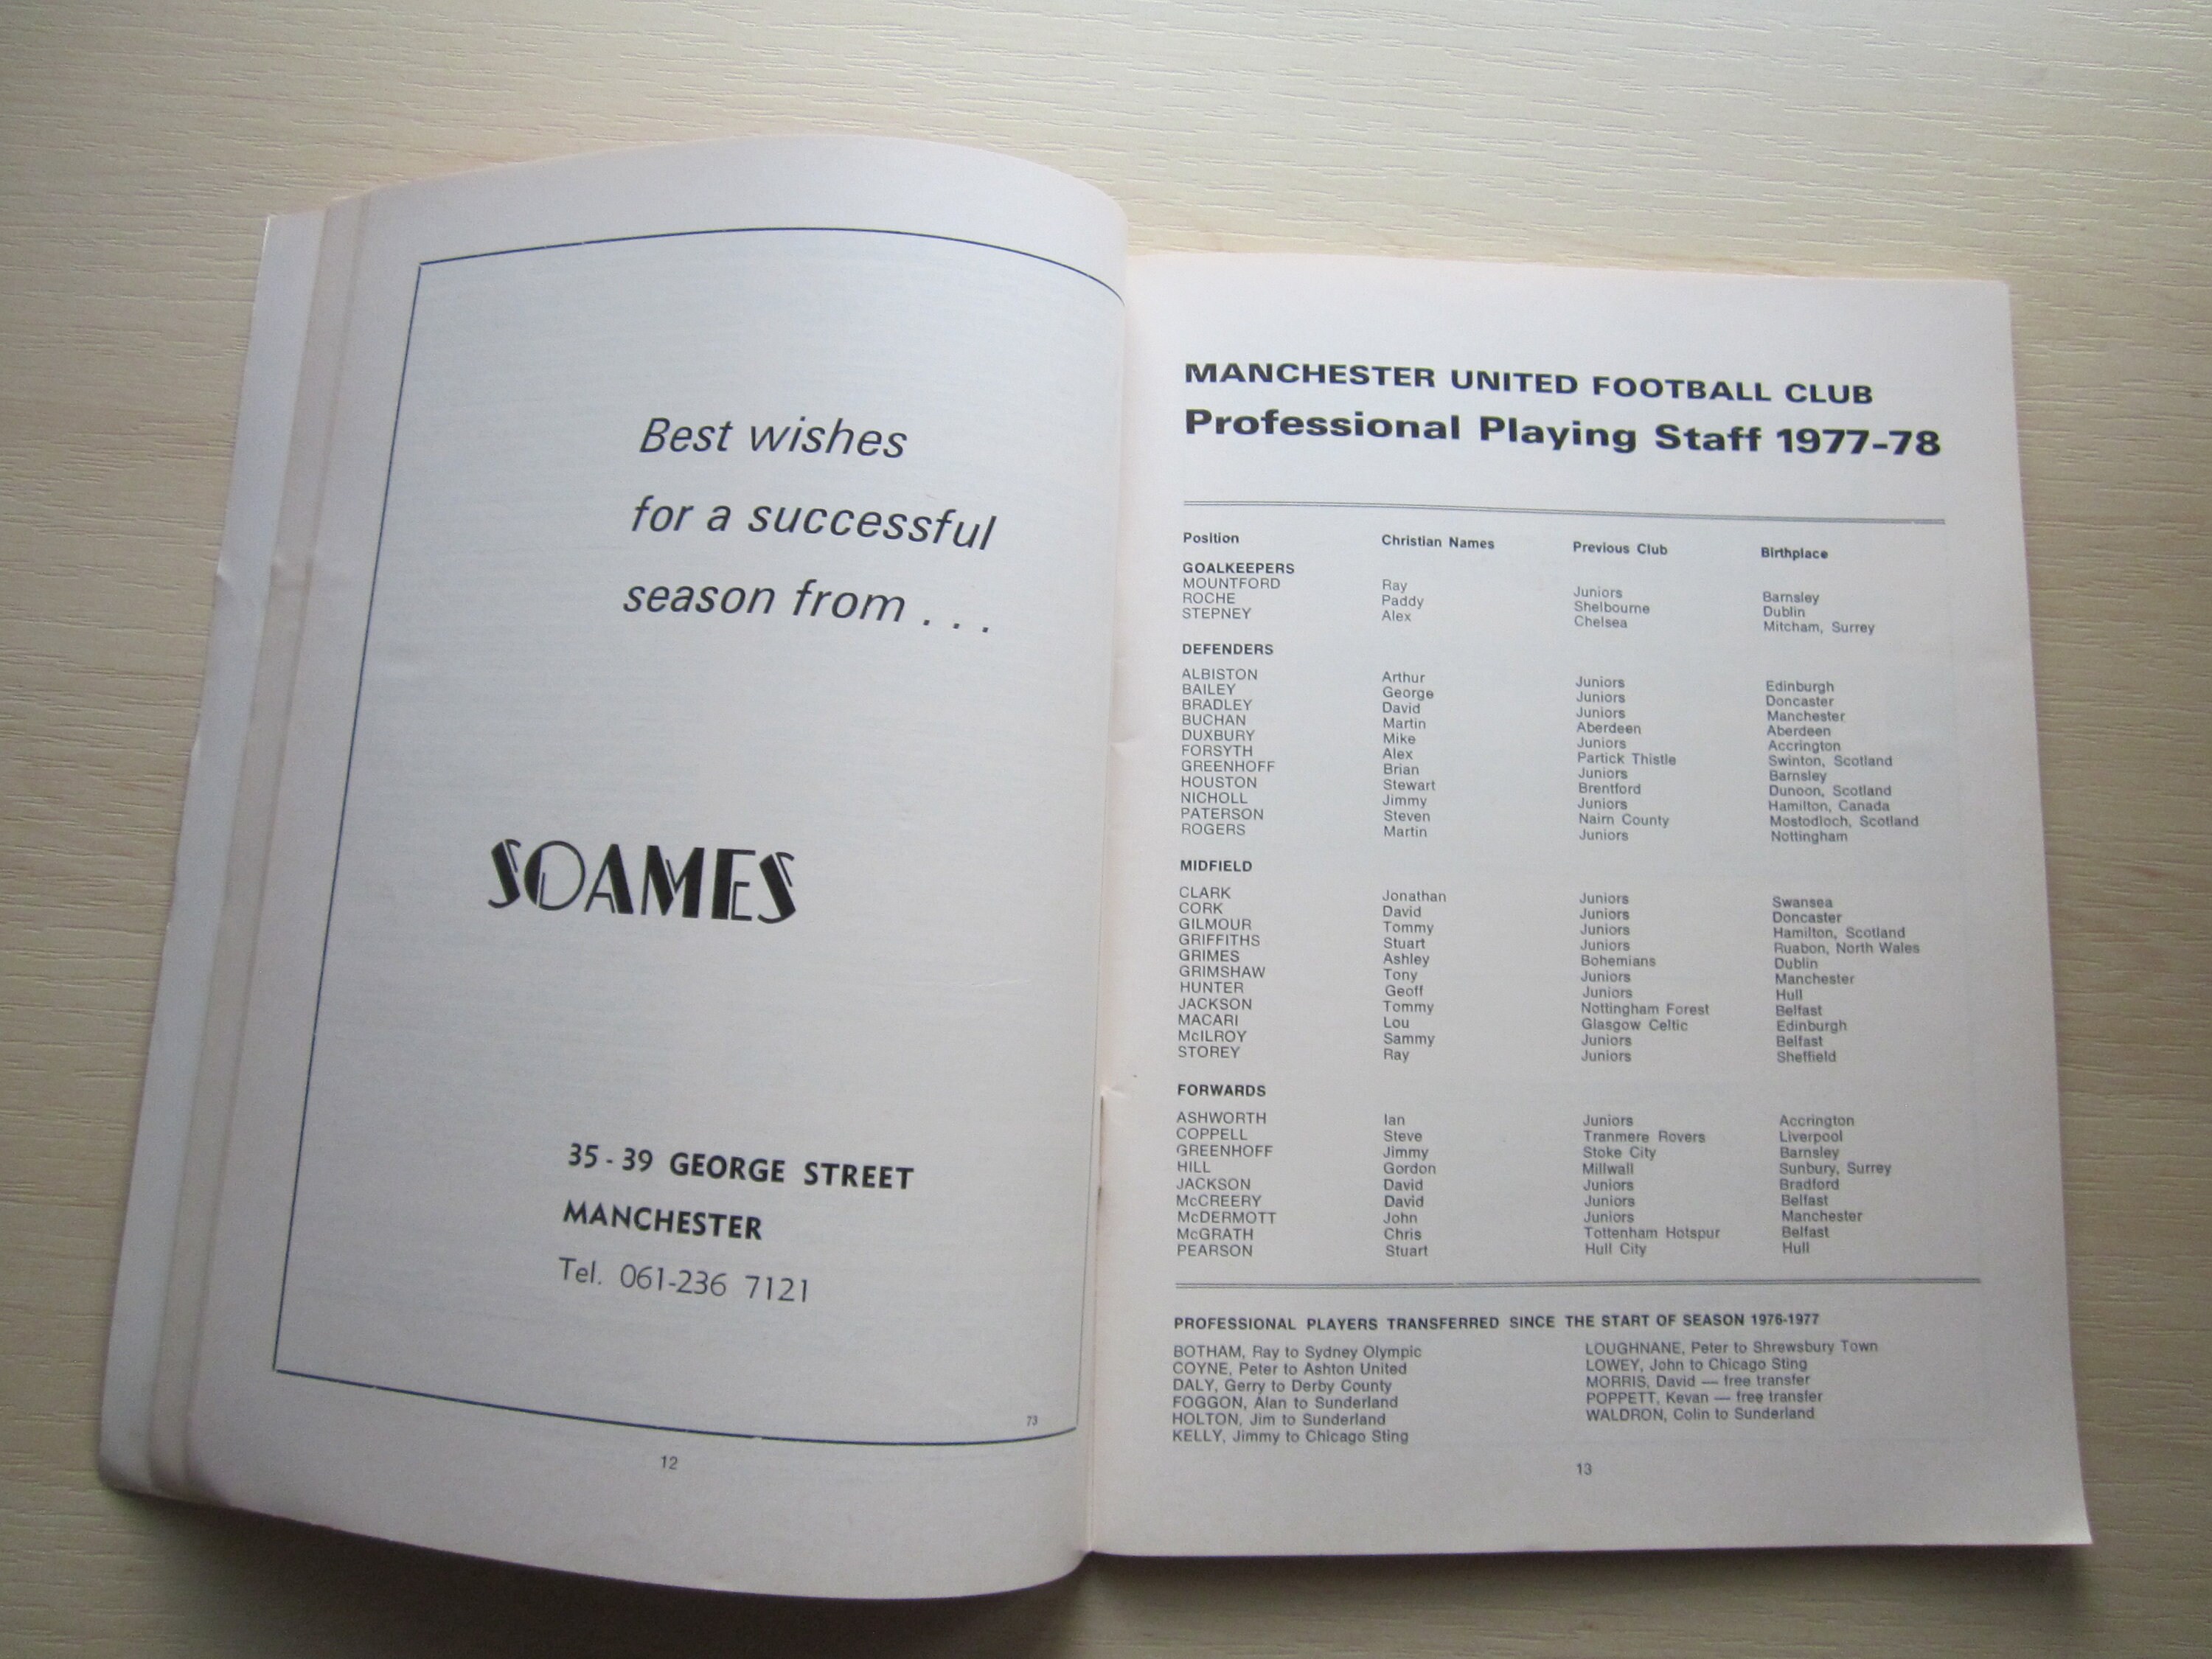 Best wishes
for a successful
season from . . .
SOAMES
35 - 39 GEORGE STREET
MANCHESTER
Tel. 061-236 7121
73
12
MANCHESTER UNITED FOOTBALL CLUB
Professional Playing Staff 1977-78
Position Christian Names Previous Club Birthplace
GOALKEEPERS
MOUNTFORD Ray Juniors Barnsley
ROCHE Paddy Shelbourne Dublin
STEPNEY Alex Chelsea Mitcham, Surrey
DEFENDERS
ALBISTON Arthur Juniors Edinburgh
BAILEY George Juniors Doncaster
BRADLEY David Juniors Manchester
BUCHAN Martin Aberdeen Aberdeen
DUXBURY Mike Juniors Accrington
FORSYTH Alex Partick Thistle Swinton, Scotland
GREENHOFF Brian Juniors Barnsley
HOUSTON Stewart Brentford Dunoon, Scotland
NICHOLL Jimmy Juniors Hamilton, Canada
PATERSON Steven Nairn County Mostodloch, Scotland
ROGERS Martin Juniors Nottingham
MIDFIELD
CLARK Jonathan Juniors Swansea
CORK David Juniors Doncaster
GILMOUR Tommy Juniors Hamilton, Scotland
GRIFFITHS Stuart Juniors Ruabon, North Wales
GRIMES Ashley Bohemians Dublin
GRIMSHAW Tony Juniors Manchester
HUNTER Geoff Juniors Hull
JACKSON Tommy Nottingham Forest Belfast
MACARI Lou Glasgow Celtic Edinburgh
McILROY Sammy Juniors Belfast
STOREY Ray Juniors Sheffield
FORWARDS
ASHWORTH Ian Juniors Accrington
COPPELL Steve Tranmere Rovers Liverpool
GREENHOFF Jimmy Stoke City Barnsley
HILL Gordon Millwall Sunbury, Surrey
JACKSON David Juniors Bradford
McCREERY David Juniors Belfast
McDERMOTT John Juniors Manchester
McGRATH Chris Tottenham Hotspur Belfast
PEARSON Stuart Hull City Hull
PROFESSIONAL PLAYERS TRANSFERRED SINCE THE START OF SEASON 1976-1977
BOTHAM, Ray to Sydney Olympic
COYNE, Peter to Ashton United
DALY, Gerry to Derby County
FOGGON, Alan to Sunderland
HOLTON, Jim to Sunderland
KELLY, Jimmy to Chicago Sting
LOUGHNANE, Peter to Shrewsbury Town
LOWEY, John to Chicago Sting
MORRIS, David — free transfer
POPPETT, Kevan — free transfer
WALDRON, Colin to Sunderland
13